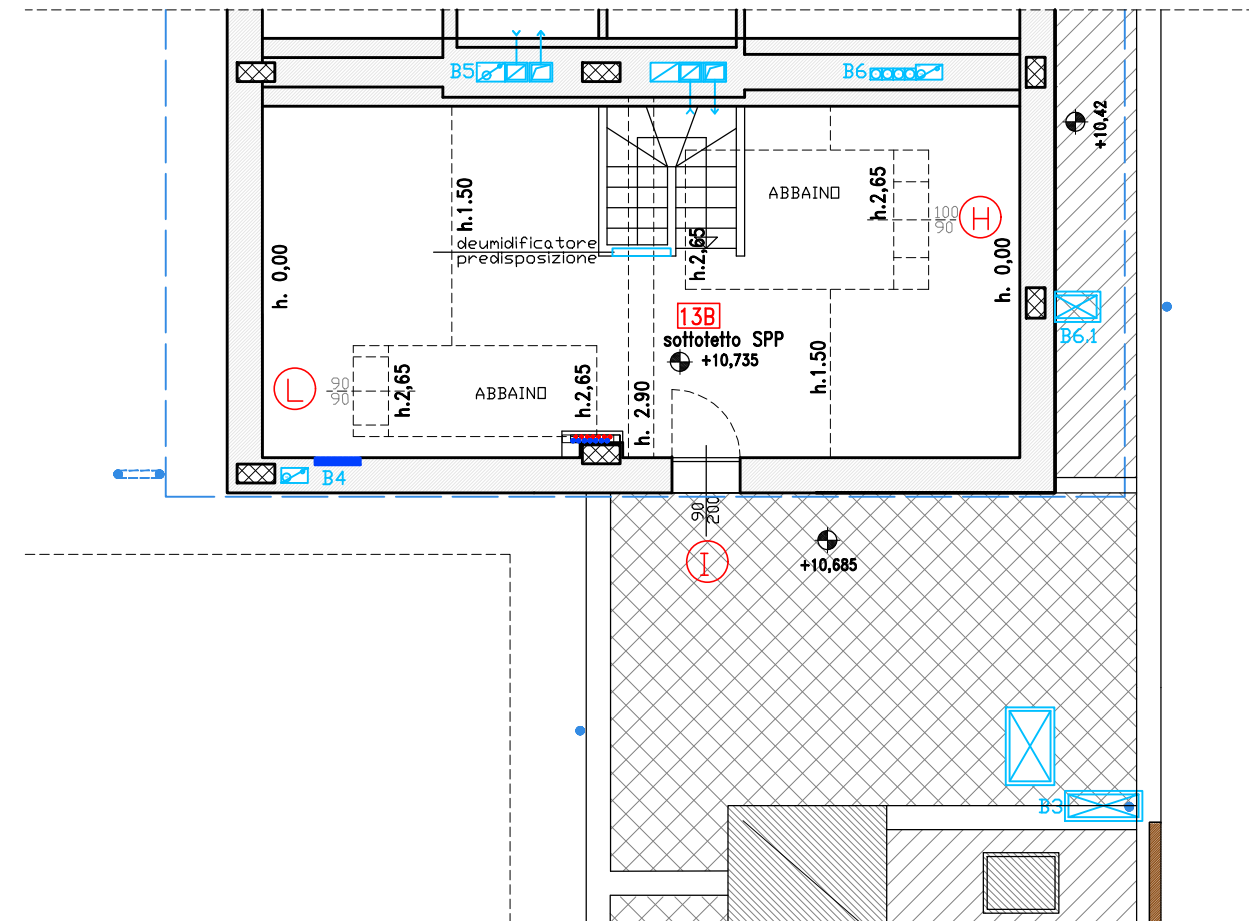 B5
B6
+10,42
h.1.50
ABBAINO
h.2,65
100
90
H
deumidificatore
predisposizione
h.2,65
h. 0,00
h. 0,00
13B
sottotetto SPP
+10,735
B6.1
h.1.50
L
90
90
h.2,65
ABBAINO
h.2,65
h. 2.90
B4
90
200
I
+10,685
B3